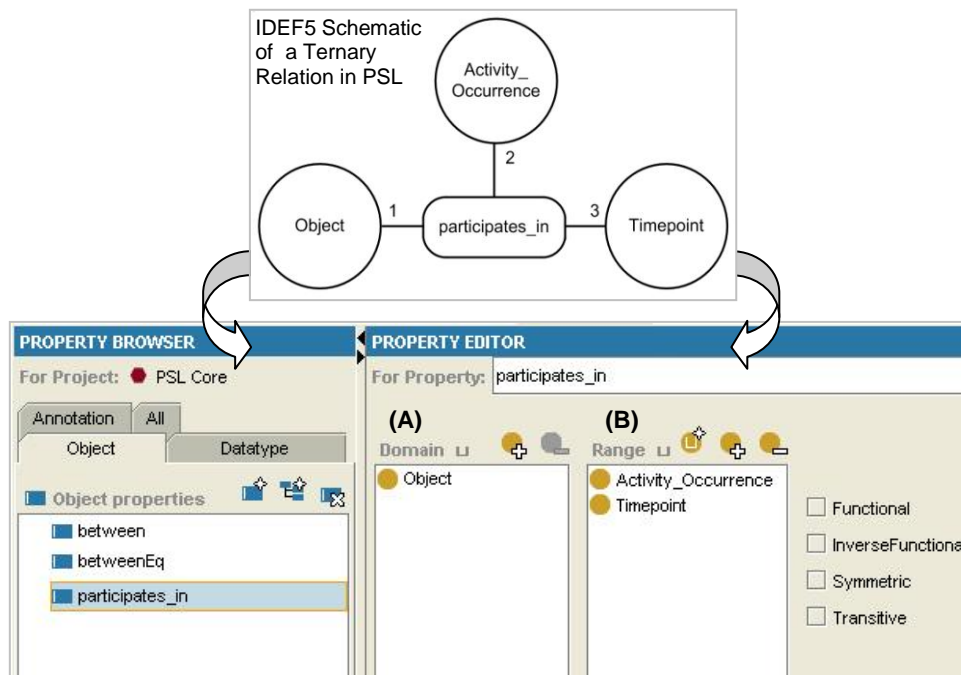 IDEF5 Schematic
of a Ternary
Relation in PSL
Activity_
Occurrence
2
Object
1
participates_in
3
Timepoint
PROPERTY BROWSER
For Project: PSL Core
Annotation All
Object Datatype
Object properties
between
betweenEq
participates_in
PROPERTY EDITOR
For Property: participates_in
(A) (B)
Domain ⊔ Range ⊔
Object
Activity_Occurrence
Timepoint
Functional
InverseFunctiona
Symmetric
Transitive